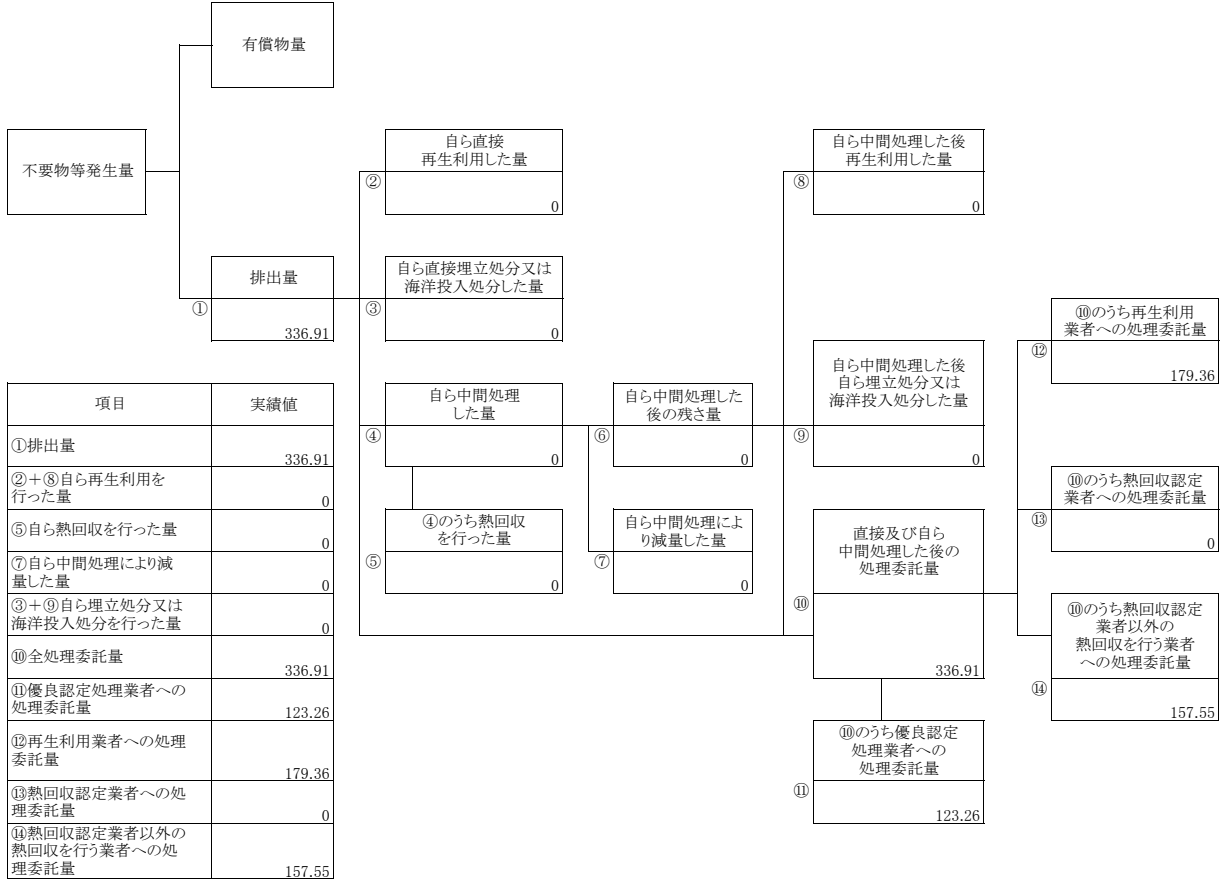 有償物量
不要物等発生量
排出量
①
336.91
自ら直接
再生利用した量
②
0
自ら直接埋立処分又は
海洋投入処分した量
③
0
自ら中間処理
した量
④
0
④のうち熱回収
を行った量
⑤
0
自ら中間処理した
後の残さ量
⑥
0
自ら中間処理によ
り減量した量
⑦
0
自ら中間処理した後
再生利用した量
⑧
0
自ら中間処理した後
自ら埋立処分又は
海洋投入処分した量
⑨
0
直接及び自ら
中間処理した後の
処理委託量
⑩
336.91
⑩のうち優良認定
処理業者への
処理委託量
⑪
123.26
⑩のうち再生利用
業者への処理委託量
⑫
179.36
⑩のうち熱回収認定
業者への処理委託量
⑬
0
⑩のうち熱回収認定
業者以外の
熱回収を行う業者
への処理委託量
⑭
157.55
項目 実績値
①排出量
336.91
②＋⑧自ら再生利用を
行った量
0
⑤自ら熱回収を行った量
0
⑦自ら中間処理により減
量した量
0
③＋⑨自ら埋立処分又は
海洋投入処分を行った量
0
⑩全処理委託量
336.91
⑪優良認定処理業者への
処理委託量
123.26
⑫再生利用業者への処理
委託量
179.36
⑬熱回収認定業者への処
理委託量
0
⑭熱回収認定業者以外の
熱回収を行う業者への処
理委託量
157.55